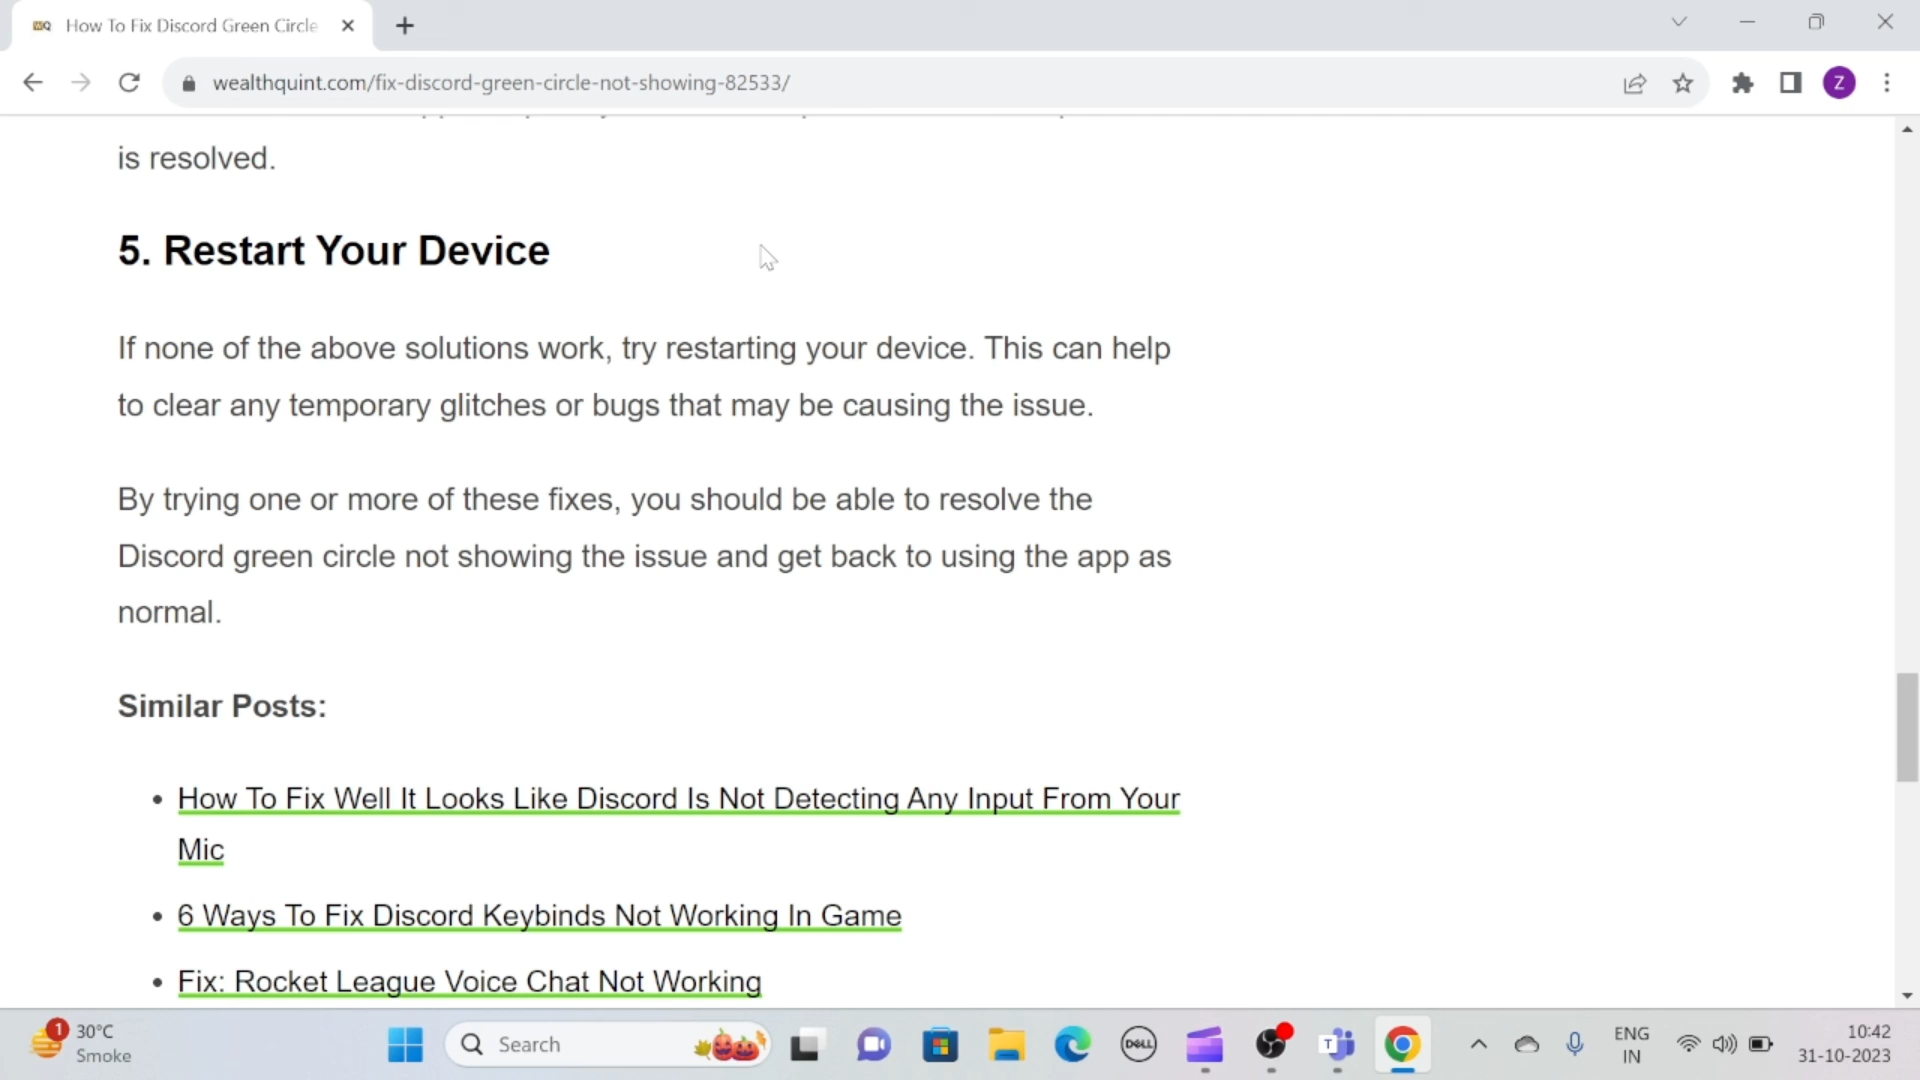 How To Fix Discord Green Circle
wealthquint.com/fix-discord-green-circle-not-showing-82533/
Z
is resolved.
5. Restart Your Device
If none of the above solutions work, try restarting your device. This can help
to clear any temporary glitches or bugs that may be causing the issue.
By trying one or more of these fixes, you should be able to resolve the
Discord green circle not showing the issue and get back to using the app as
normal.
Similar Posts:
How To Fix Well It Looks Like Discord Is Not Detecting Any Input From Your
Mic
6 Ways To Fix Discord Keybinds Not Working In Game
Fix: Rocket League Voice Chat Not Working
1
30°C
Smoke
Search
DELL
T
ENG
IN
10:42
31-10-2023